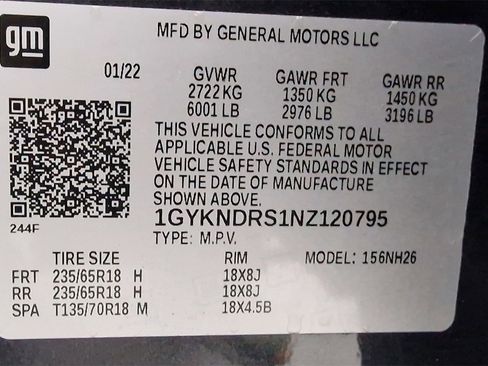 gm
MFD BY GENERAL MOTORS LLC
01/22 GVWR GAWR FRT GAWR RR
2722 KG 1350 KG 1450 KG
6001 LB 2976 LB 3196 LB
THIS VEHICLE CONFORMS TO ALL
APPLICABLE U.S. FEDERAL MOTOR
VEHICLE SAFETY STANDARDS IN EFFECT
ON THE DATE OF MANUFACTURE
SHOWN ABOVE.
1GYKNDRS1NZ120795
244F
TYPE: M.P.V.
TIRE SIZE RIM MODEL: 156NH26
FRT 235/65R18 H 18X8J
RR 235/65R18 H 18X8J
SPA T135/70R18 M 18X4.5B